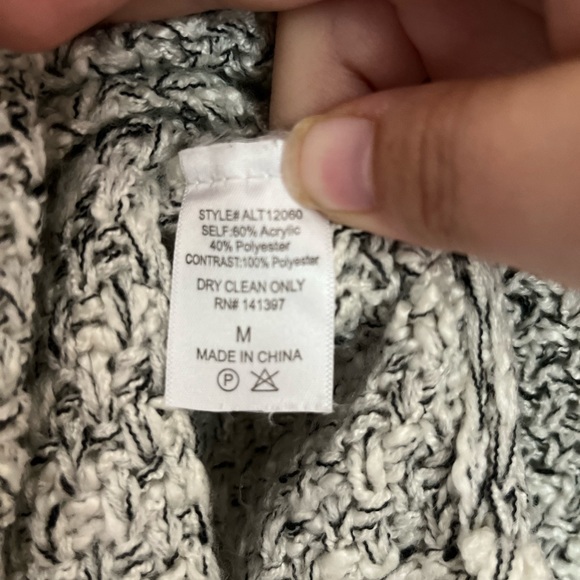 STYLE# ALT12060
SELF:60% Acrylic
40% Polyester
CONTRAST:100% Polyester
DRY CLEAN ONLY
RN# 141397
M
MADE IN CHINA
P